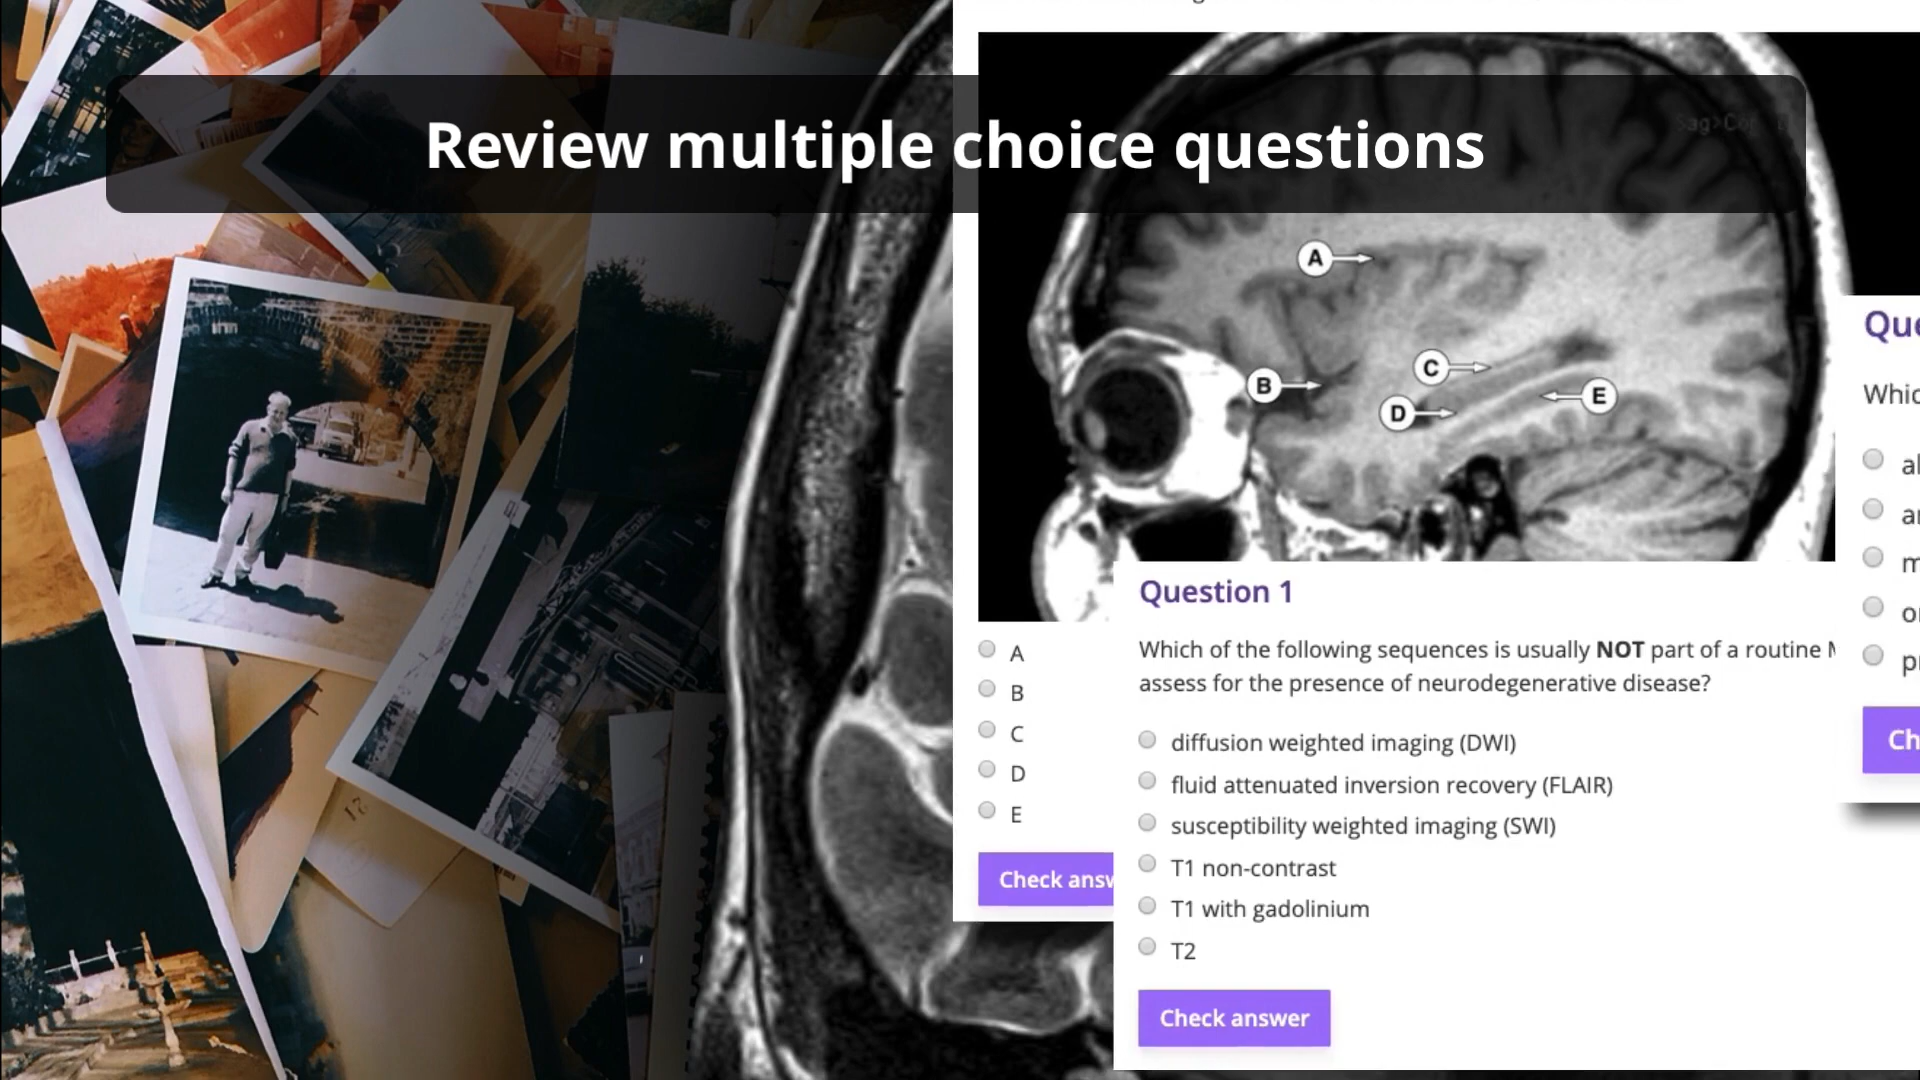 Review multiple choice questions
Sag>Cor
A
B
C
D
E
A
B
C
D
E
Check
Question 1
Which of the following sequences is usually NOT part of a routine
assess for the presence of neurodegenerative disease?
diffusion weighted imaging (DWI)
fluid attenuated inversion recovery (FLAIR)
susceptibility weighted imaging (SWI)
T1 non-contrast
T1 with gadolinium
T2
Check answer